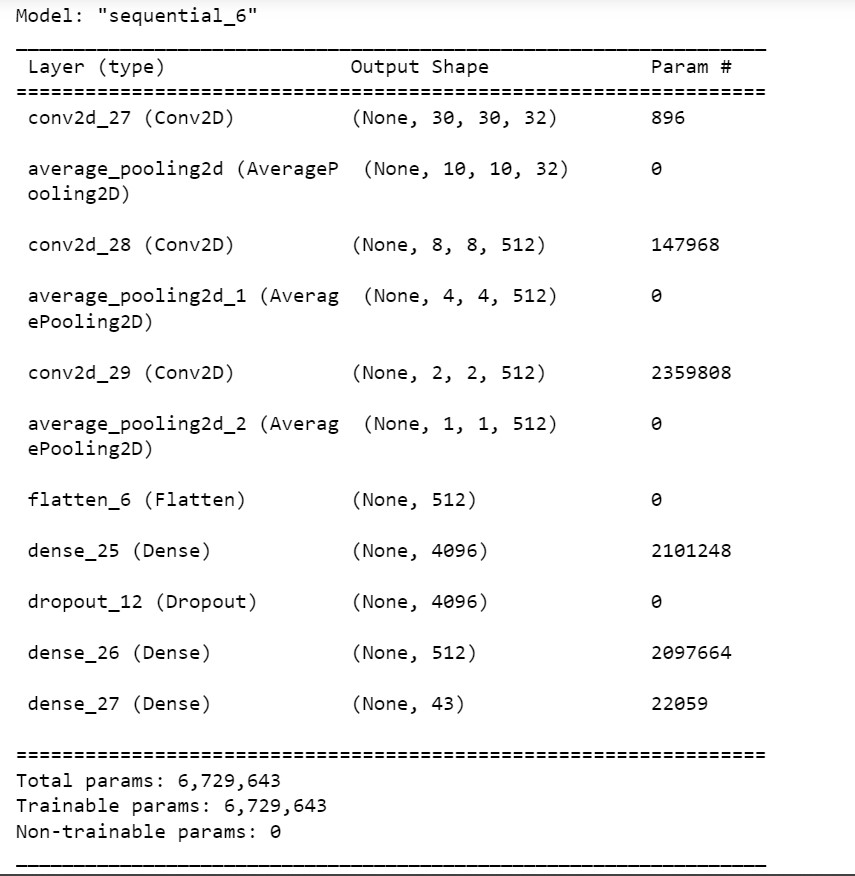 Model: "sequential_6"
Layer (type) Output Shape Param #
conv2d_27 (Conv2D) (None, 30, 30, 32) 896
average_pooling2d (AverageP (None, 10, 10, 32) 0
ooling2D)
conv2d_28 (Conv2D) (None, 8, 8, 512) 147968
average_pooling2d_1 (Averag (None, 4, 4, 512) 0
ePooling2D)
conv2d_29 (Conv2D) (None, 2, 2, 512) 2359808
average_pooling2d_2 (Averag (None, 1, 1, 512) 0
ePooling2D)
flatten_6 (Flatten) (None, 512) 0
dense_25 (Dense) (None, 4096) 2101248
dropout_12 (Dropout) (None, 4096) 0
dense_26 (Dense) (None, 512) 2097664
dense_27 (Dense) (None, 43) 22059
Total params: 6,729,643
Trainable params: 6,729,643
Non-trainable params: 0